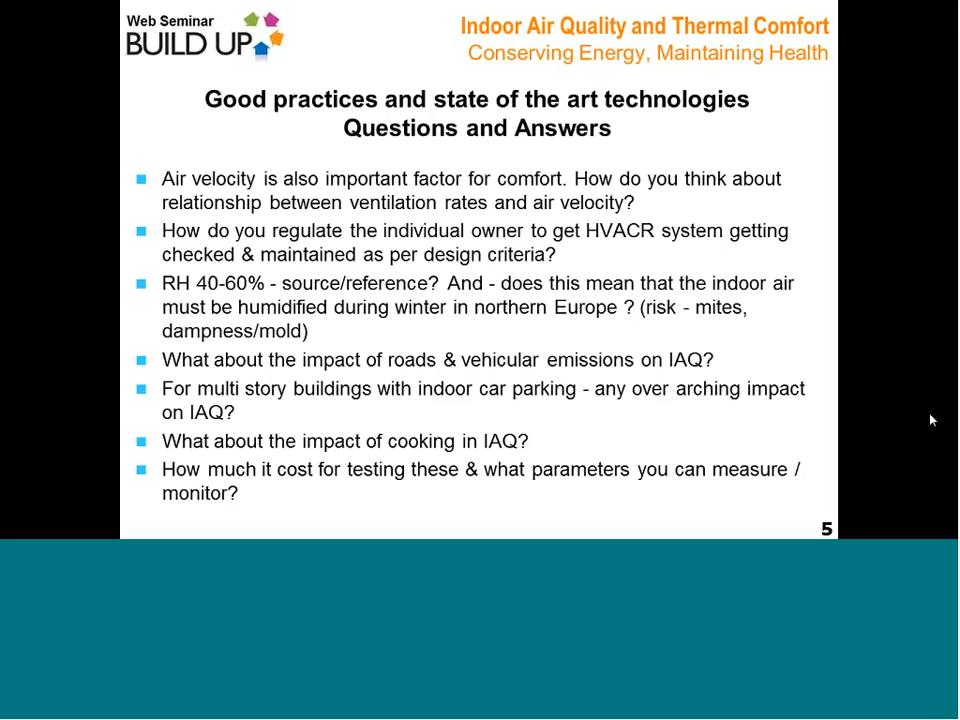 Web Seminar
BUILD UP
Indoor Air Quality and Thermal Comfort
Conserving Energy, Maintaining Health
Good practices and state of the art technologies
Questions and Answers
Air velocity is also important factor for comfort. How do you think about
relationship between ventilation rates and air velocity?
How do you regulate the individual owner to get HVACR system getting
checked & maintained as per design criteria?
RH 40-60% - source/reference? And - does this mean that the indoor air
must be humidified during winter in northern Europe ? (risk - mites,
dampness/mold)
What about the impact of roads & vehicular emissions on IAQ?
For multi story buildings with indoor car parking - any over arching impact
on IAQ?
What about the impact of cooking in IAQ?
How much it cost for testing these & what parameters you can measure /
monitor?
5